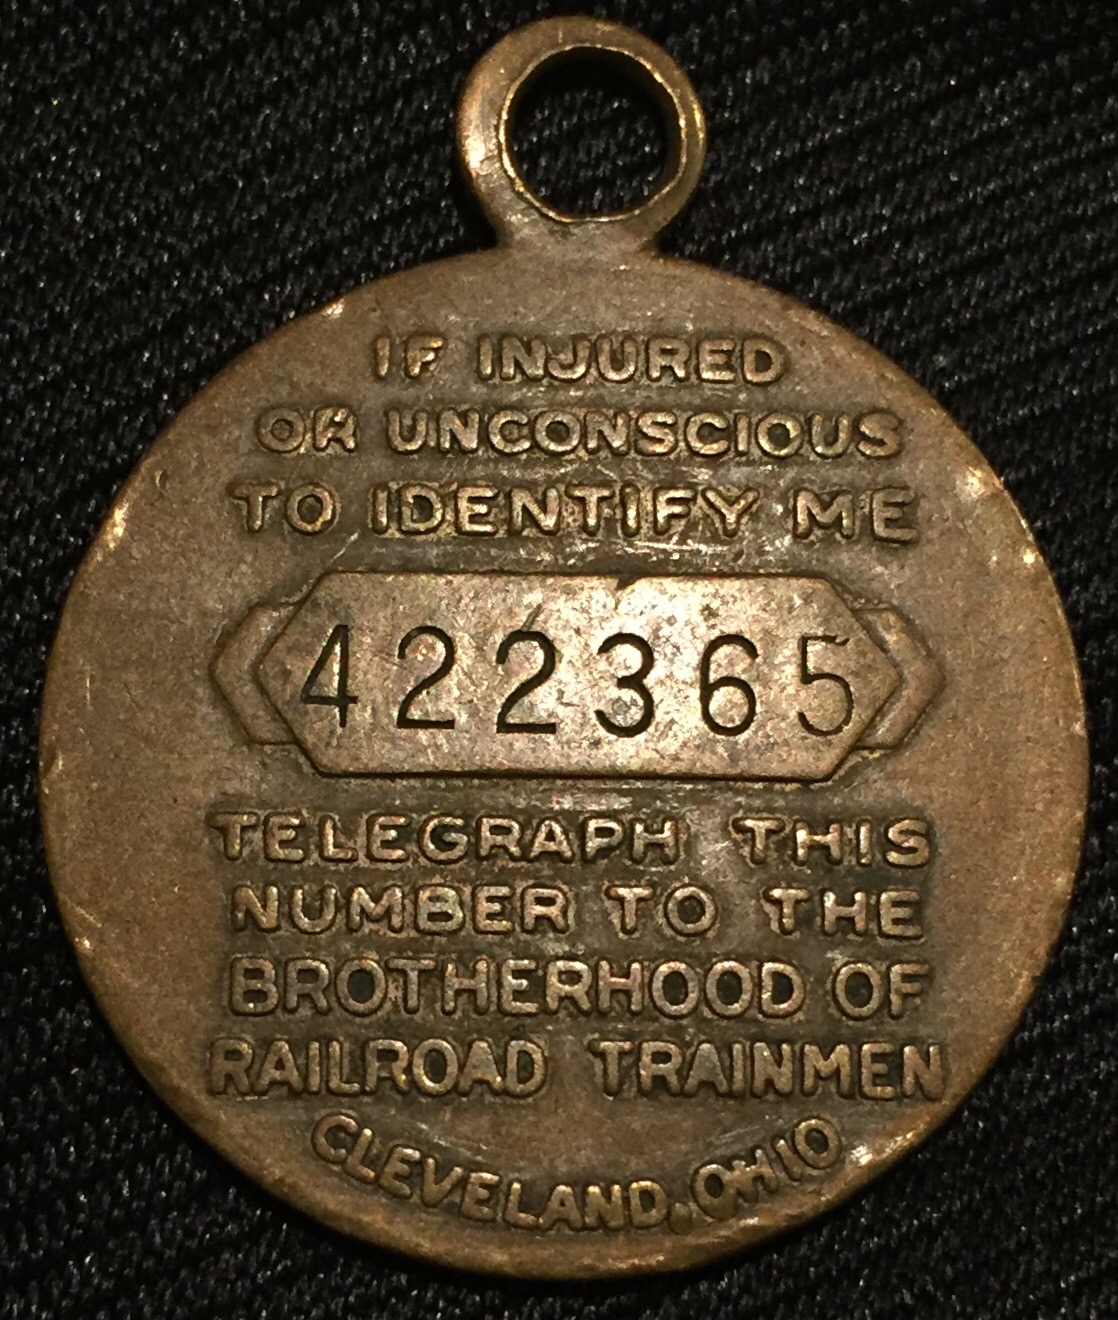 IF INJURED
OR UNCONSCIOUS
TO IDENTIFY ME
422365
TELEGRAPH THIS
NUMBER TO THE
BROTHERHOOD OF
RAILROAD TRAINMEN
CLEVELAND, OHIO